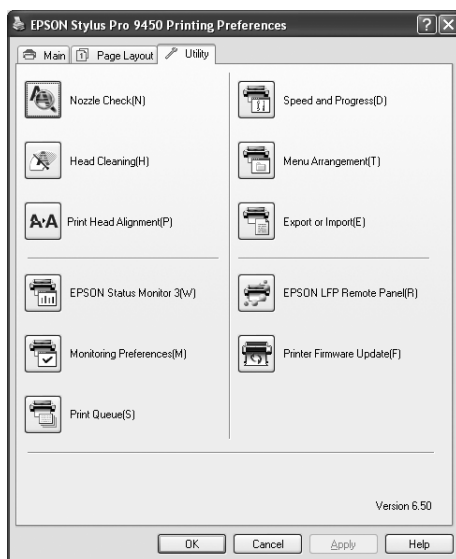 EPSON Stylus Pro 9450 Printing Preferences
Main
1
Page Layout
Utility
Nozzle Check(N)
Speed and Progress(D)
Head Cleaning(H)
Menu Arrangement(T)
A▸A Print Head Alignment(P)
Export or Import(E)
EPSON Status Monitor 3(W)
EPSON LFP Remote Panel(R)
Monitoring Preferences(M)
Printer Firmware Update(F)
Print Queue(S)
Version 6.50
OK
Cancel
Apply
Help